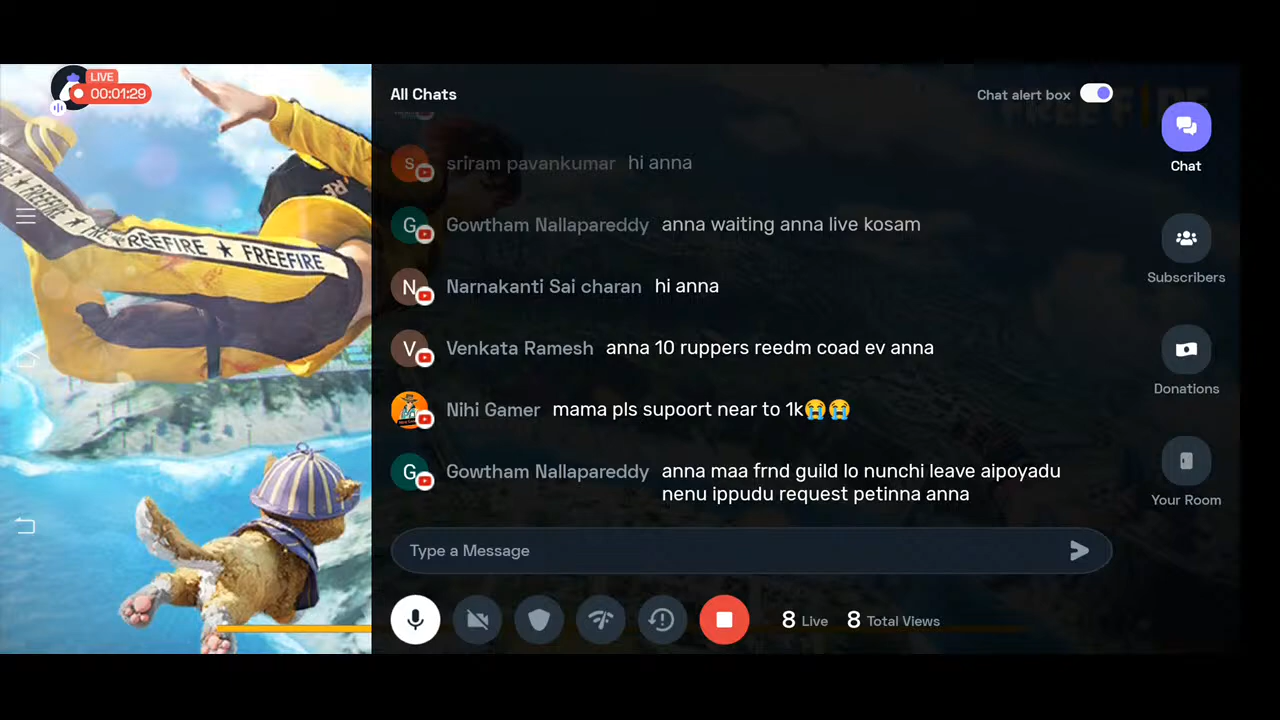 LIVE
00:01:29
All Chats
Chat alert box
FREE FIRE
S sriram pavankumar hi anna
Chat
G Gowtham Nallapareddy anna waiting anna live kosam
FREEFIRE ★ FREEFIRE
N Narnakanti Sai charan hi anna
Subscribers
V Venkata Ramesh anna 10 ruppers reedm coad ev anna
Donations
Nihi Gamer mama pls supoort near to 1k😭😭
G Gowtham Nallapareddy anna maa frnd guild lo nunchi leave aipoyadu
nenu ippudu request petinna anna
Your Room
Type a Message
8 Live 8 Total Views